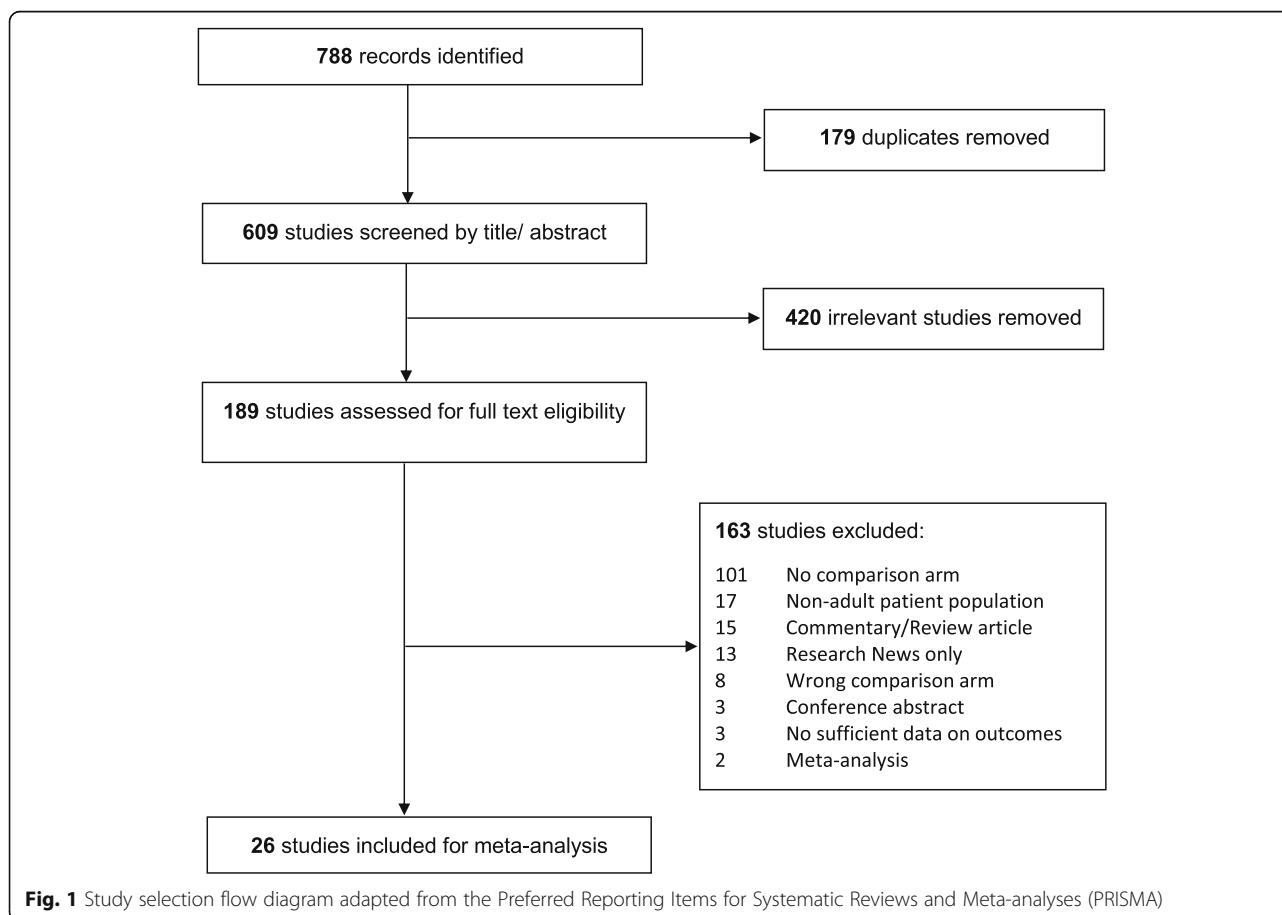 788 records identified
179 duplicates removed
609 studies screened by title/ abstract
420 irrelevant studies removed
189 studies assessed for full text eligibility
163 studies excluded:
101 No comparison arm
17 Non-adult patient population
15 Commentary/Review article
13 Research News only
8 Wrong comparison arm
3 Conference abstract
3 No sufficient data on outcomes
2 Meta-analysis
26 studies included for meta-analysis
Fig. 1 Study selection flow diagram adapted from the Preferred Reporting Items for Systematic Reviews and Meta-analyses (PRISMA)